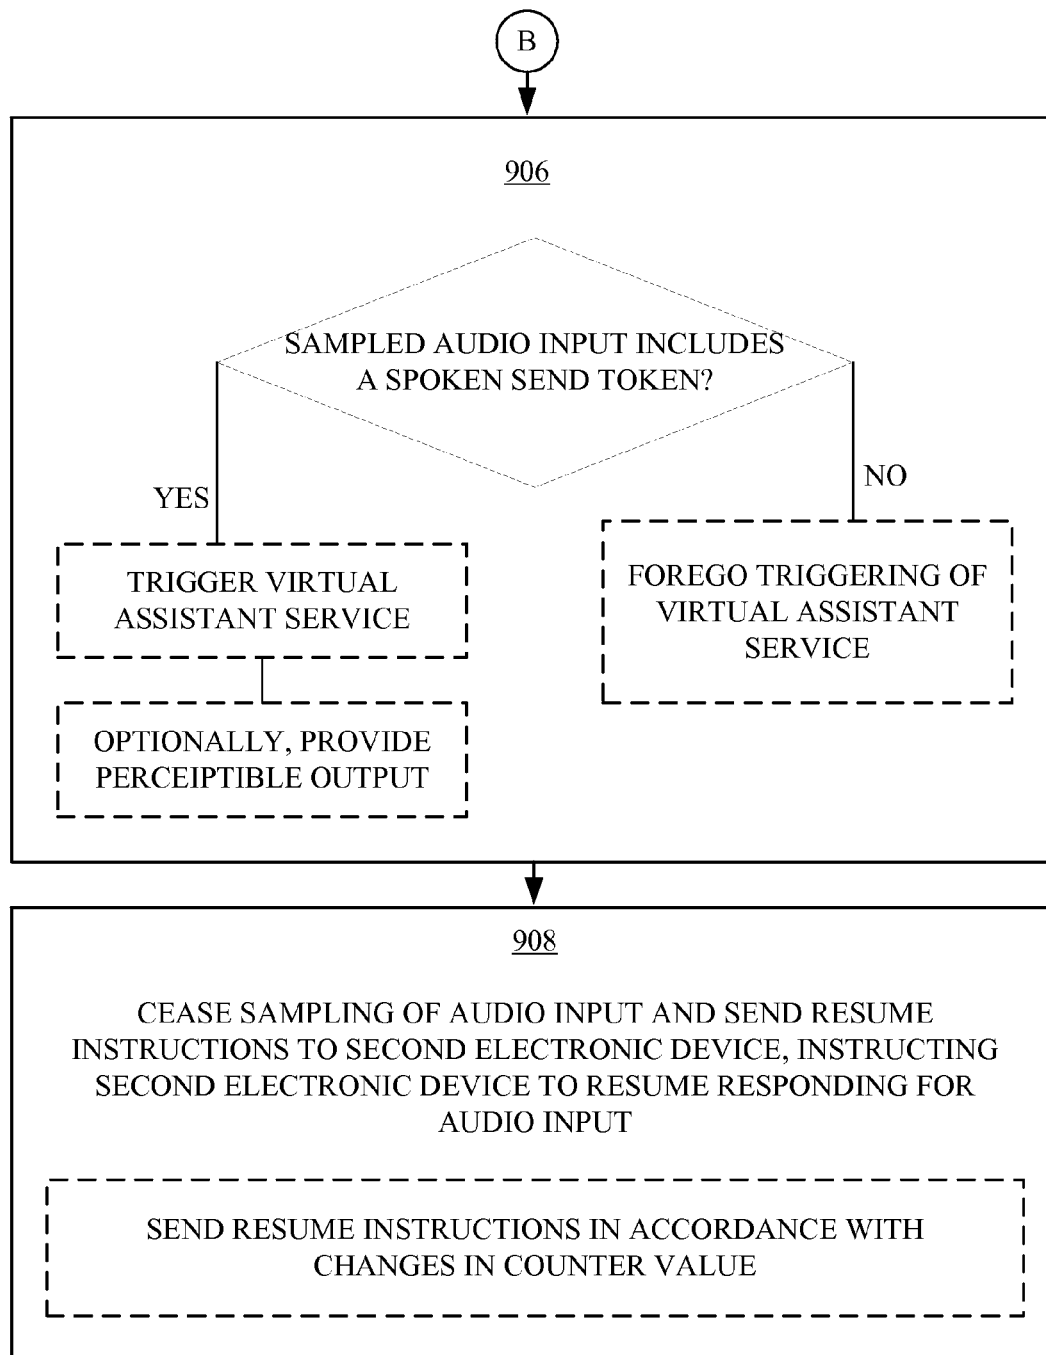 B
906
SAMPLED AUDIO INPUT INCLUDES
A SPOKEN SEND TOKEN?
YES
NO
TRIGGER VIRTUAL
ASSISTANT SERVICE
FOREGO TRIGGERING OF
VIRTUAL ASSISTANT
SERVICE
OPTIONALLY, PROVIDE
PERCEIPTIBLE OUTPUT
908
CEASE SAMPLING OF AUDIO INPUT AND SEND RESUME
INSTRUCTIONS TO SECOND ELECTRONIC DEVICE, INSTRUCTING
SECOND ELECTRONIC DEVICE TO RESUME RESPONDING FOR
AUDIO INPUT
SEND RESUME INSTRUCTIONS IN ACCORDANCE WITH
CHANGES IN COUNTER VALUE